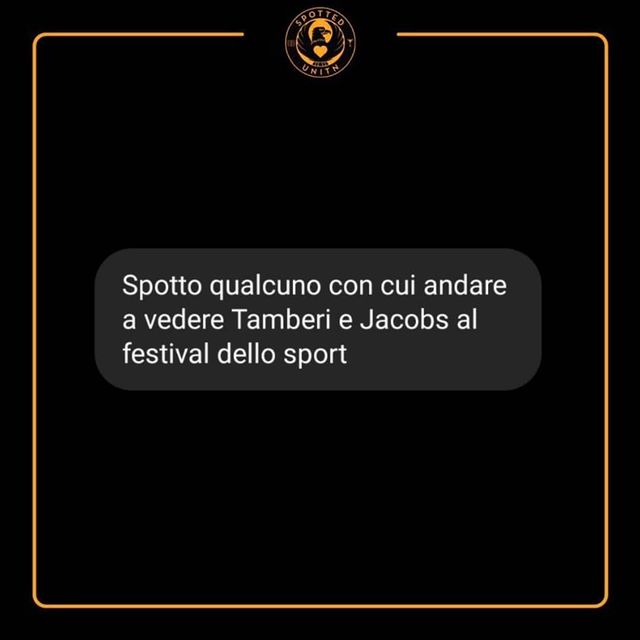 SPOTTED
UNITN
Spotto qualcuno con cui andare
a vedere Tamberi e Jacobs al
festival dello sport